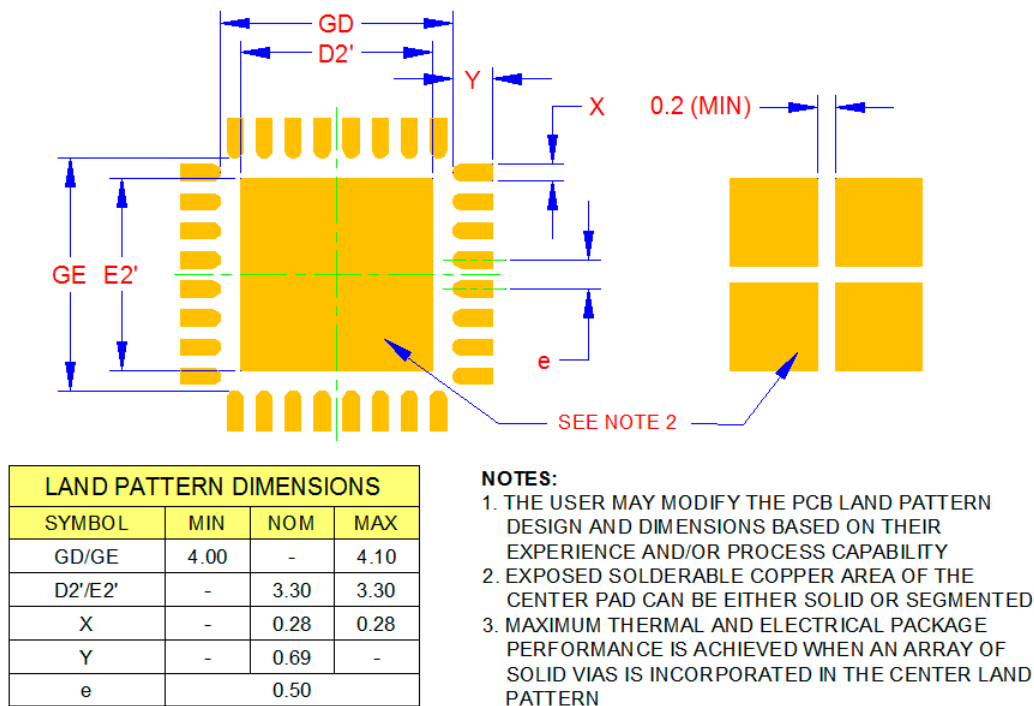 GD
D2'
Y
X
0.2 (MIN)
GE
E2'
e
SEE NOTE 2
LAND PATTERN DIMENSIONS
SYMBOL MIN NOM MAX
GD/GE 4.00 - 4.10
D2'/E2' - 3.30 3.30
X - 0.28 0.28
Y - 0.69 -
e 0.50
NOTES:
1. THE USER MAY MODIFY THE PCB LAND PATTERN
DESIGN AND DIMENSIONS BASED ON THEIR
EXPERIENCE AND/OR PROCESS CAPABILITY
2. EXPOSED SOLDERABLE COPPER AREA OF THE
CENTER PAD CAN BE EITHER SOLID OR SEGMENTED
3. MAXIMUM THERMAL AND ELECTRICAL PACKAGE
PERFORMANCE IS ACHIEVED WHEN AN ARRAY OF
SOLID VIAS IS INCORPORATED IN THE CENTER LAND
PATTERN